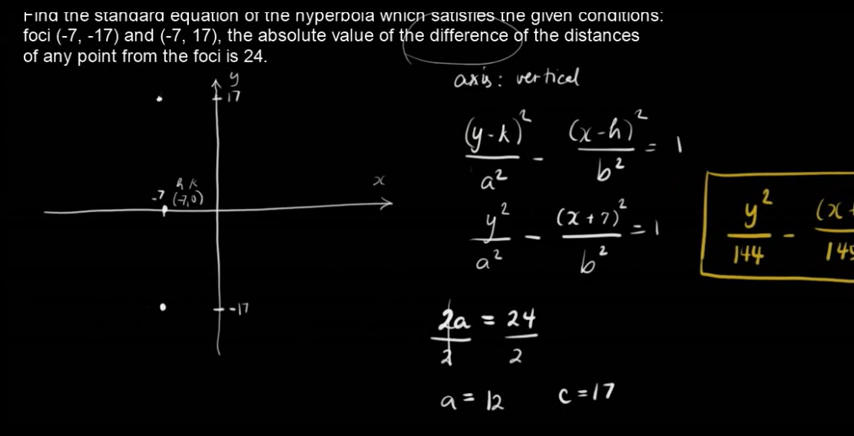 Find the standard equation of the hyperbola which satisfies the given conditions:
foci (-7, -17) and (-7, 17), the absolute value of the difference of the distances
of any point from the foci is 24.
y
17
axis: vertical
(y-k)²/a² - (x-h)²/b² = 1
h k
-7 (-7,0)
x
y²/a² - (x+7)²/b² = 1
y²/144 - (x+
145
-17
2a/2 = 24/2
a = 12 c = 17